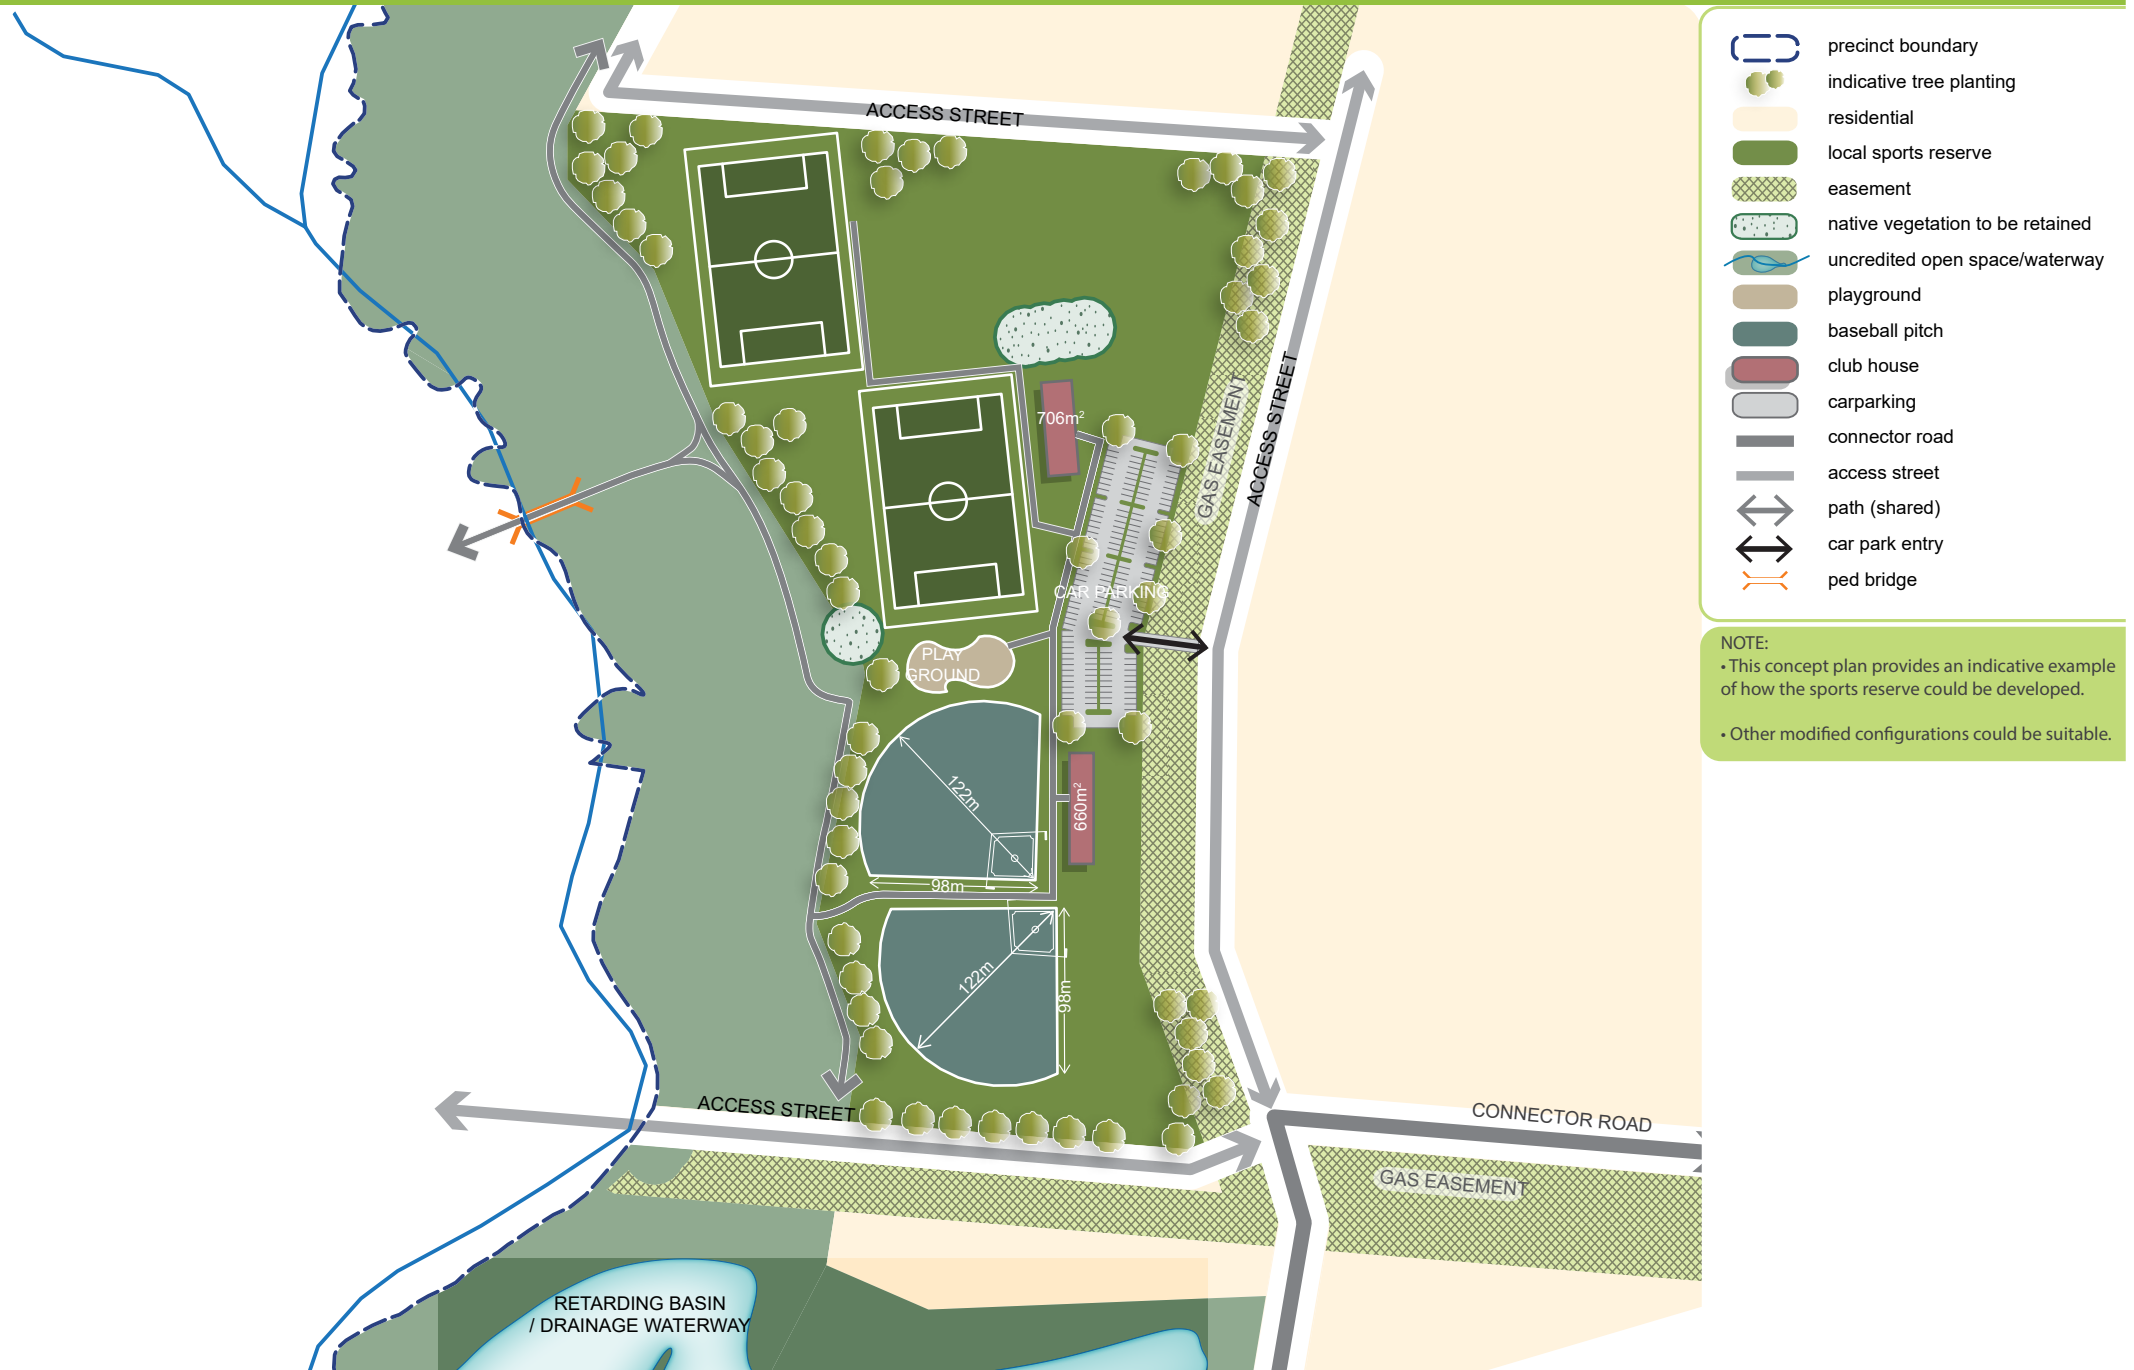 ACCESS STREET
706m²
GAS EASEMENT
ACCESS STREET
CAR PARKING
PLAY
GROUND
122m
98m
660m²
122m
98m
ACCESS STREET
CONNECTOR ROAD
GAS EASEMENT
RETARDING BASIN
/ DRAINAGE WATERWAY
precinct boundary
indicative tree planting
residential
local sports reserve
easement
native vegetation to be retained
uncredited open space/waterway
playground
baseball pitch
club house
carparking
connector road
access street
path (shared)
car park entry
ped bridge
NOTE:
• This concept plan provides an indicative example
of how the sports reserve could be developed.
• Other modified configurations could be suitable.